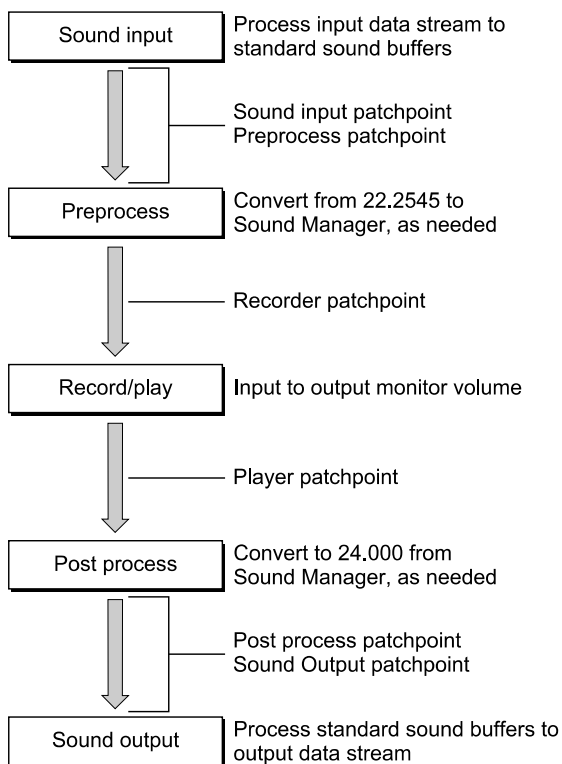 Sound input
Process input data stream to
standard sound buffers
Sound input patchpoint
Preprocess patchpoint
Preprocess
Convert from 22.2545 to
Sound Manager, as needed
Recorder patchpoint
Record/play
Input to output monitor volume
Player patchpoint
Post process
Convert to 24.000 from
Sound Manager, as needed
Post process patchpoint
Sound Output patchpoint
Sound output
Process standard sound buffers to
output data stream